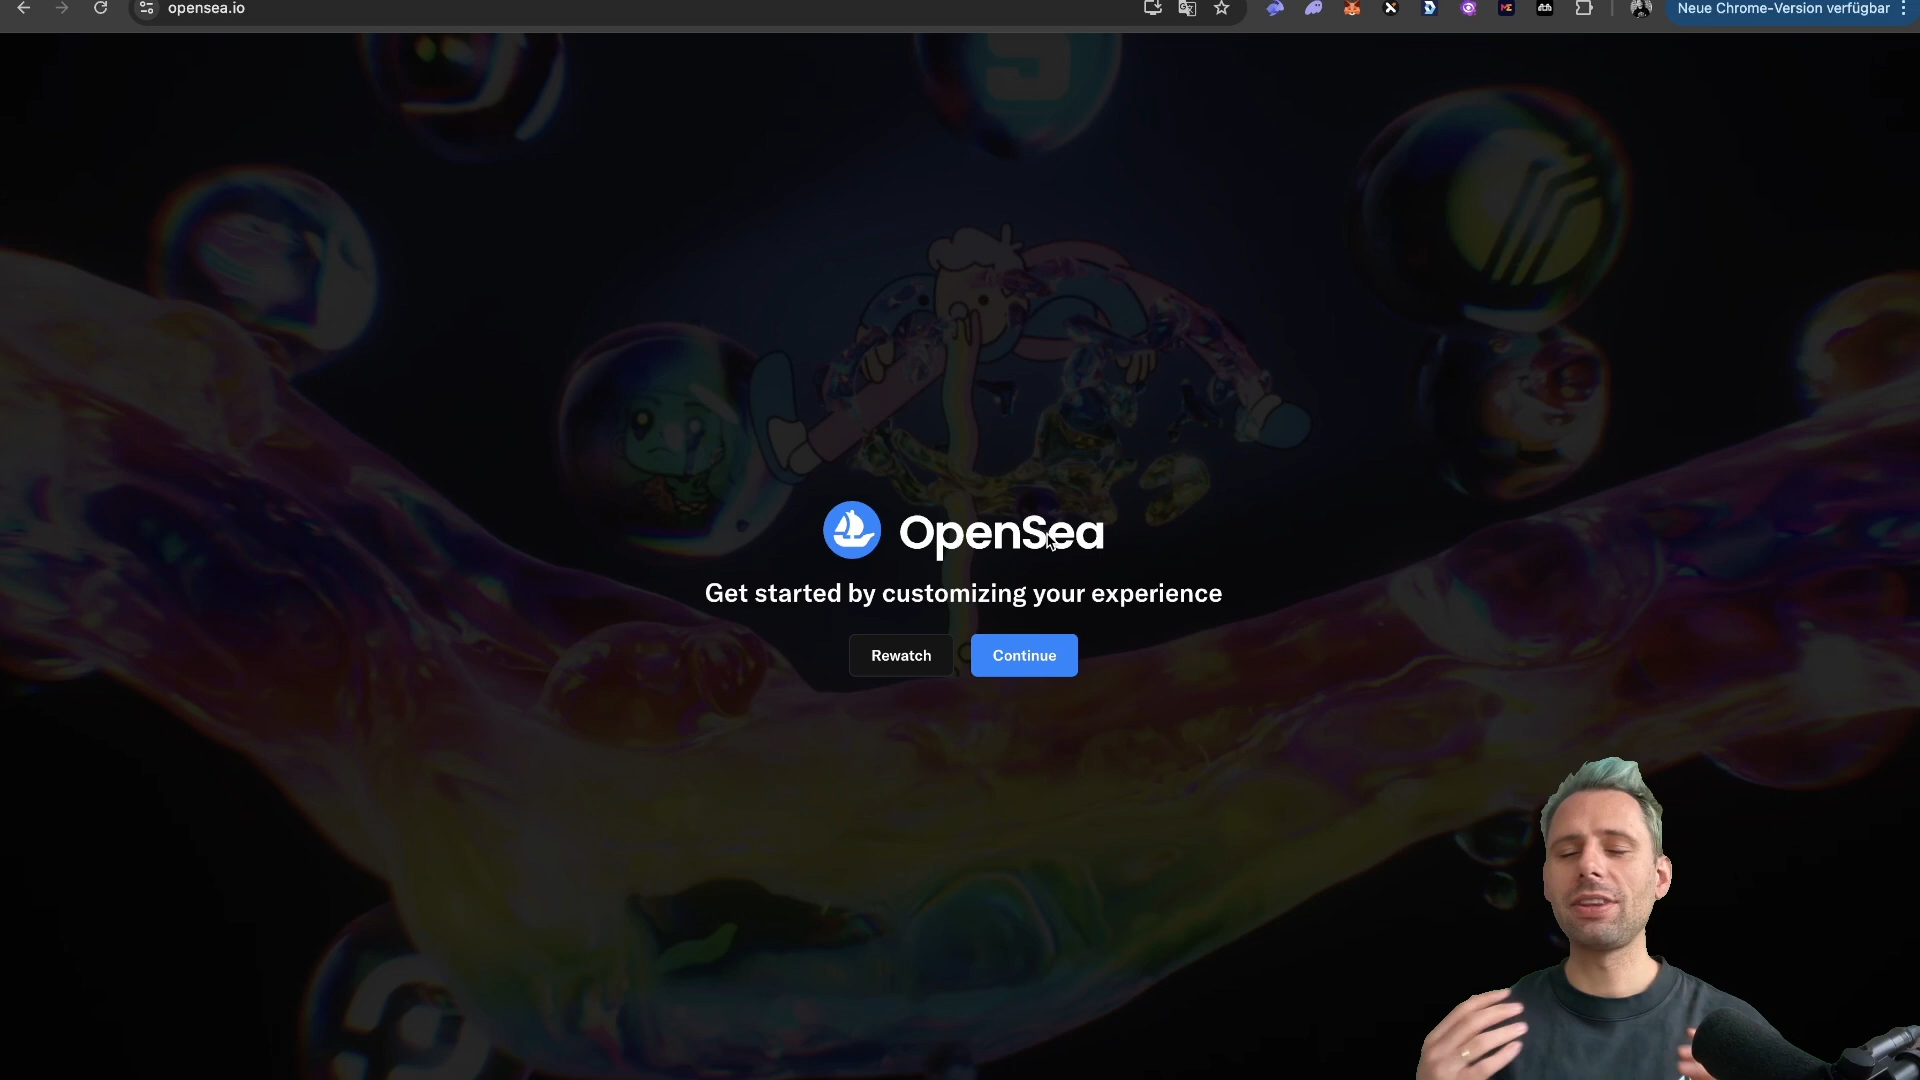 opensea.io
Neue Chrome-Version verfügbar
OpenSea
Get started by customizing your experience
Rewatch
Continue